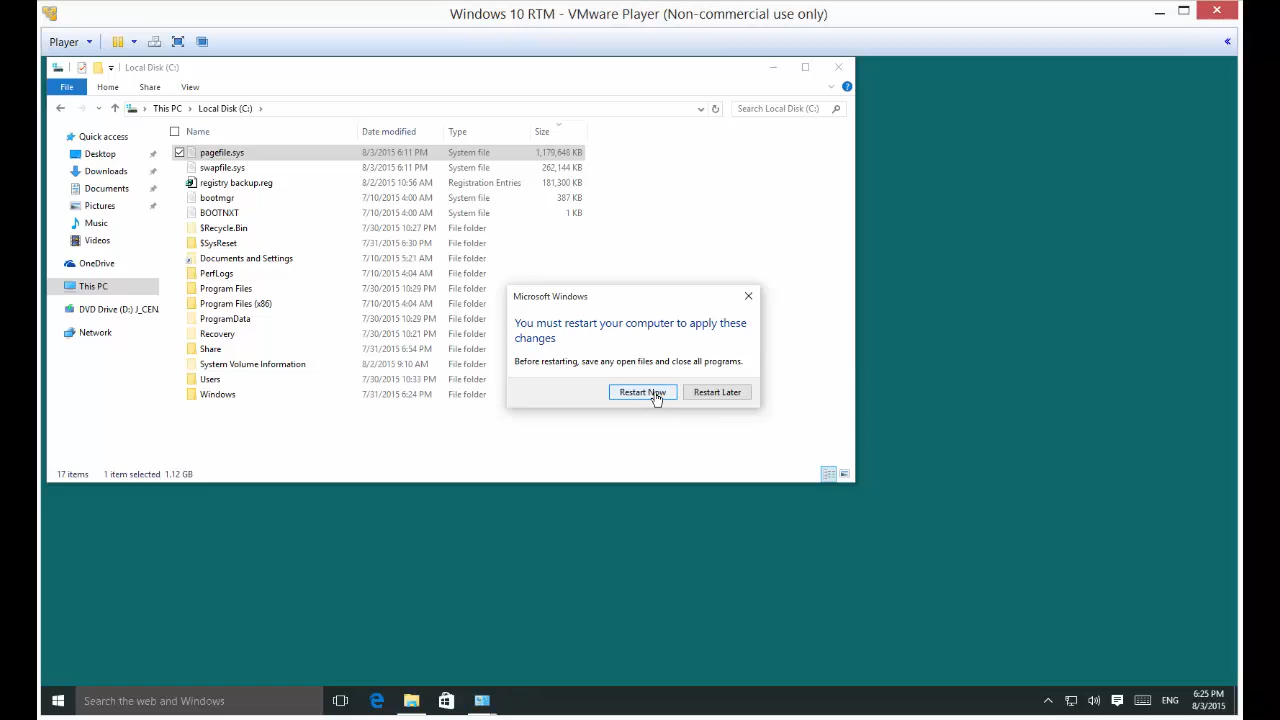 Windows 10 RTM - VMware Player (Non-commercial use only)
Player
Local Disk (C:)
File Home Share View
This PC Local Disk (C:) Search Local Disk (C:)
Name Date modified Type Size
Quick access
Desktop
Downloads
Documents
Pictures
Music
Videos
OneDrive
This PC
DVD Drive (D:) J_CEN
Network
pagefile.sys 8/3/2015 6:11 PM System file 1,179,648 KB
swapfile.sys 8/3/2015 6:11 PM System file 262,144 KB
registry backup.reg 8/2/2015 10:56 AM Registration Entries 181,300 KB
bootmgr 7/10/2015 4:00 AM System file 387 KB
BOOTNXT 7/10/2015 4:00 AM System file 1 KB
$Recycle.Bin 7/30/2015 10:27 PM File folder
$SysReset 7/31/2015 6:30 PM File folder
Documents and Settings 7/10/2015 5:21 AM File folder
PerfLogs 7/10/2015 4:04 AM File folder
Program Files 7/30/2015 10:29 PM File folder
Program Files (x86) 7/10/2015 4:04 AM File folder
ProgramData 7/30/2015 10:29 PM File folder
Recovery 7/30/2015 10:21 PM File folder
Share 7/31/2015 6:54 PM File folder
System Volume Information 8/2/2015 9:10 AM File folder
Users 7/30/2015 10:33 PM File folder
Windows 7/31/2015 6:24 PM File folder
Microsoft Windows
You must restart your computer to apply these
changes
Before restarting, save any open files and close all programs.
Restart Now Restart Later
17 items 1 item selected 1.12 GB
Search the web and Windows
ENG
6:25 PM
8/3/2015